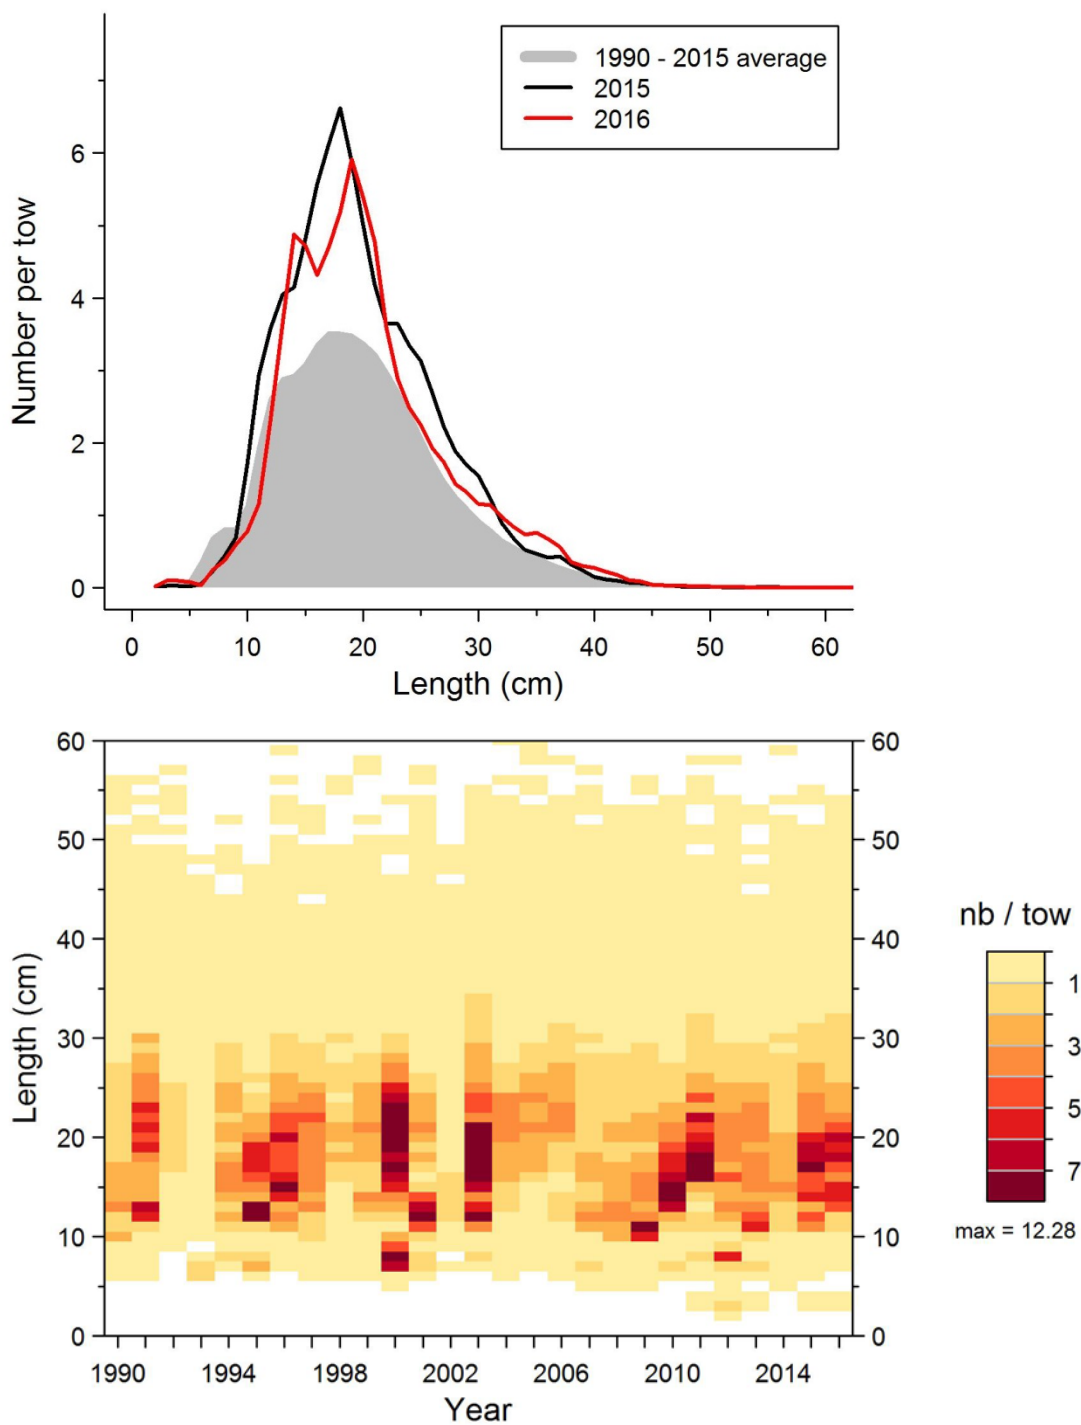 1990 - 2015 average
2015
2016
Number per tow
6
4
2
0
0 10 20 30 40 50 60
Length (cm)
60 60
50 50
40 40
30 30
20 20
10 10
0 0
Length (cm)
1990 1994 1998 2002 2006 2010 2014
Year
nb / tow
1
3
5
7
max = 12.28